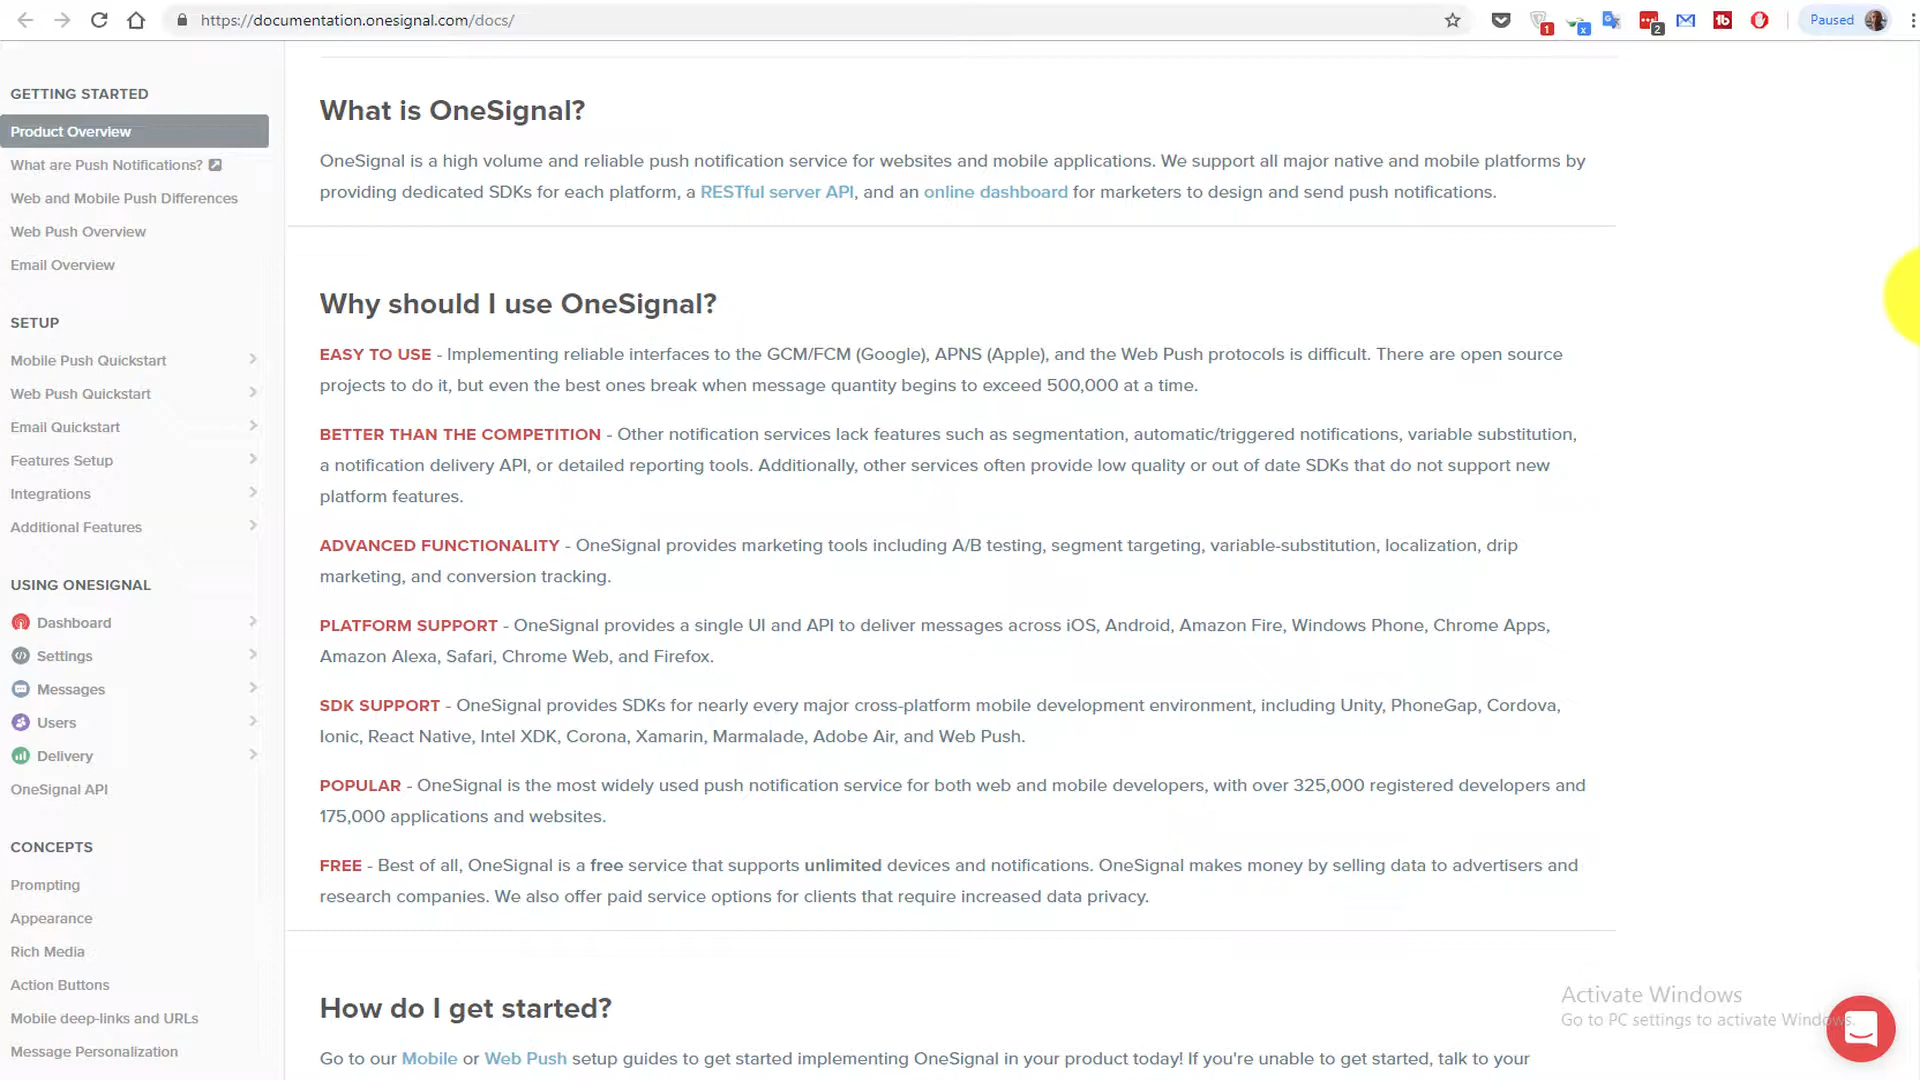 https://documentation.onesignal.com/docs/
1
x
2
Paused
GETTING STARTED
Product Overview
What are Push Notifications?
Web and Mobile Push Differences
Web Push Overview
Email Overview
SETUP
Mobile Push Quickstart
Web Push Quickstart
Email Quickstart
Features Setup
Integrations
Additional Features
USING ONESIGNAL
Dashboard
Settings
Messages
Users
Delivery
OneSignal API
CONCEPTS
Prompting
Appearance
Rich Media
Action Buttons
Mobile deep-links and URLs
Message Personalization
What is OneSignal?
OneSignal is a high volume and reliable push notification service for websites and mobile applications. We support all major native and mobile platforms by
providing dedicated SDKs for each platform, a RESTful server API, and an online dashboard for marketers to design and send push notifications.
Why should I use OneSignal?
EASY TO USE - Implementing reliable interfaces to the GCM/FCM (Google), APNS (Apple), and the Web Push protocols is difficult. There are open source
projects to do it, but even the best ones break when message quantity begins to exceed 500,000 at a time.
BETTER THAN THE COMPETITION - Other notification services lack features such as segmentation, automatic/triggered notifications, variable substitution,
a notification delivery API, or detailed reporting tools. Additionally, other services often provide low quality or out of date SDKs that do not support new
platform features.
ADVANCED FUNCTIONALITY - OneSignal provides marketing tools including A/B testing, segment targeting, variable-substitution, localization, drip
marketing, and conversion tracking.
PLATFORM SUPPORT - OneSignal provides a single UI and API to deliver messages across iOS, Android, Amazon Fire, Windows Phone, Chrome Apps,
Amazon Alexa, Safari, Chrome Web, and Firefox.
SDK SUPPORT - OneSignal provides SDKs for nearly every major cross-platform mobile development environment, including Unity, PhoneGap, Cordova,
Ionic, React Native, Intel XDK, Corona, Xamarin, Marmalade, Adobe Air, and Web Push.
POPULAR - OneSignal is the most widely used push notification service for both web and mobile developers, with over 325,000 registered developers and
175,000 applications and websites.
FREE - Best of all, OneSignal is a free service that supports unlimited devices and notifications. OneSignal makes money by selling data to advertisers and
research companies. We also offer paid service options for clients that require increased data privacy.
How do I get started?
Go to our Mobile or Web Push setup guides to get started implementing OneSignal in your product today! If you're unable to get started, talk to your
Activate Windows
Go to PC settings to activate Windows.